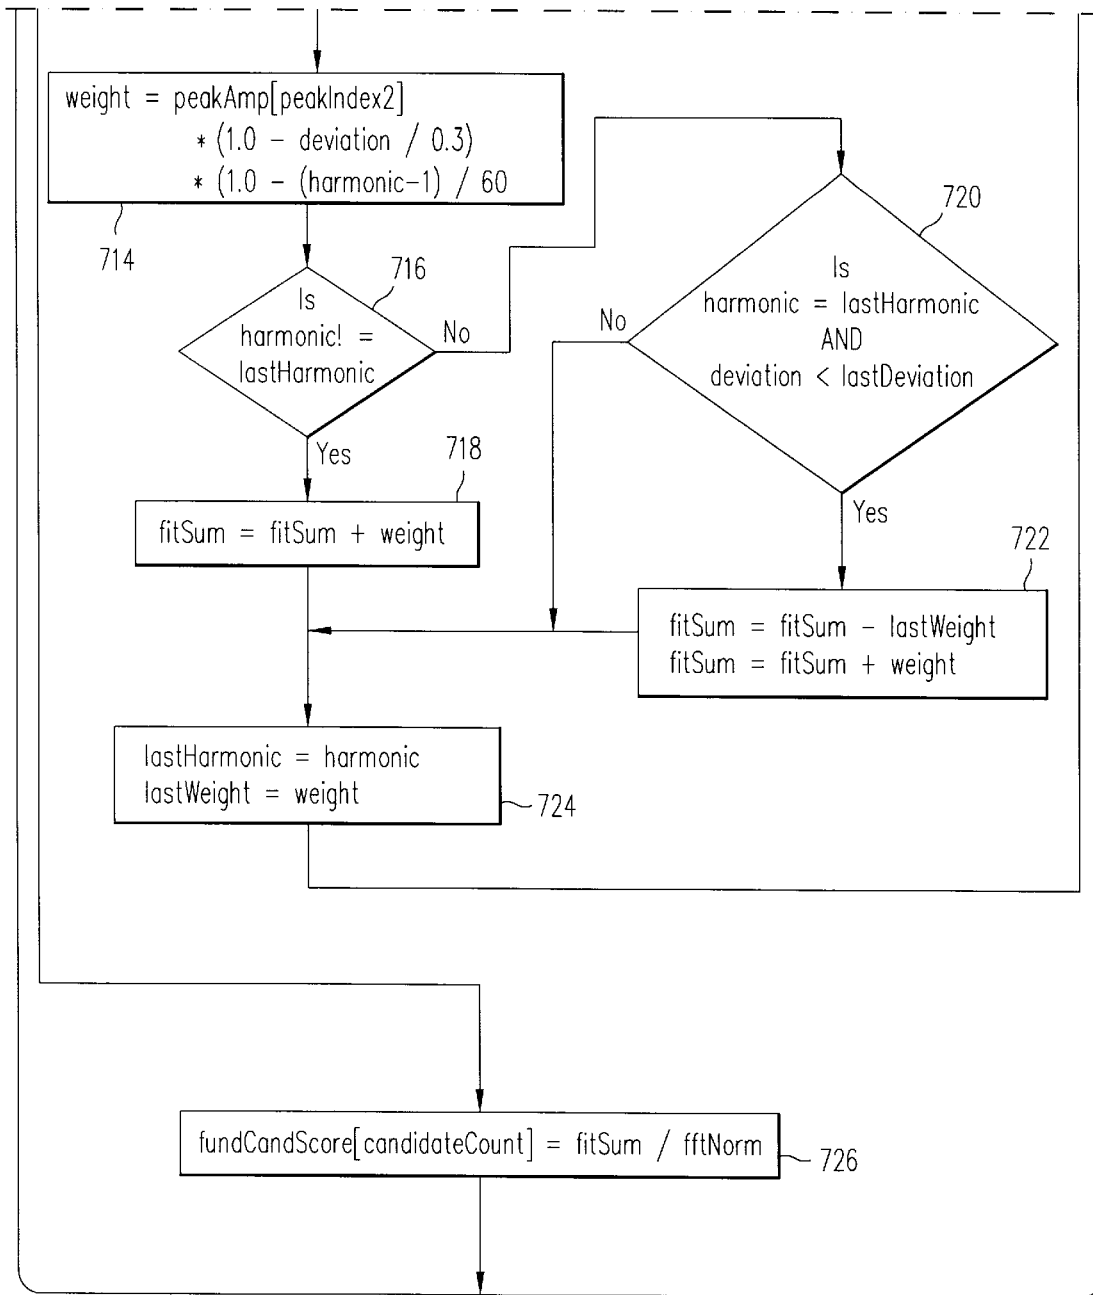 weight = peakAmp[peakIndex2]
* (1.0 - deviation / 0.3)
* (1.0 - (harmonic-1) / 60
714
Is
harmonic! =
lastHarmonic
716
No
Yes
718
fitSum = fitSum + weight
720
Is
harmonic = lastHarmonic
AND
deviation < lastDeviation
No
Yes
722
fitSum = fitSum - lastWeight
fitSum = fitSum + weight
lastHarmonic = harmonic
lastWeight = weight
724
fundCandScore[candidateCount] = fitSum / fftNorm
726